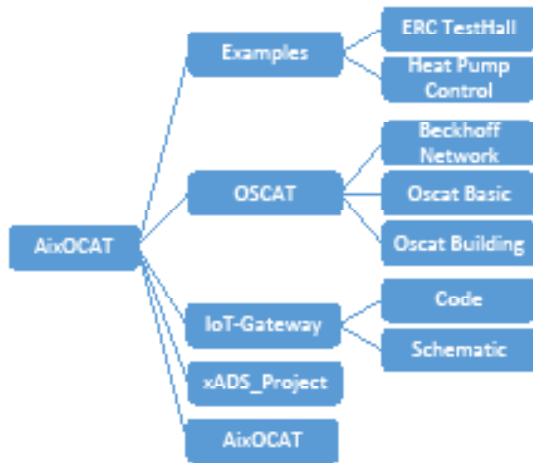 AixOCAT
Examples
ERC TestHall
Heat Pump
Control
OSCAT
Beckhoff
Network
Oscat Basic
Oscat Building
IoT-Gateway
Code
Schematic
xADS_Project
AixOCAT